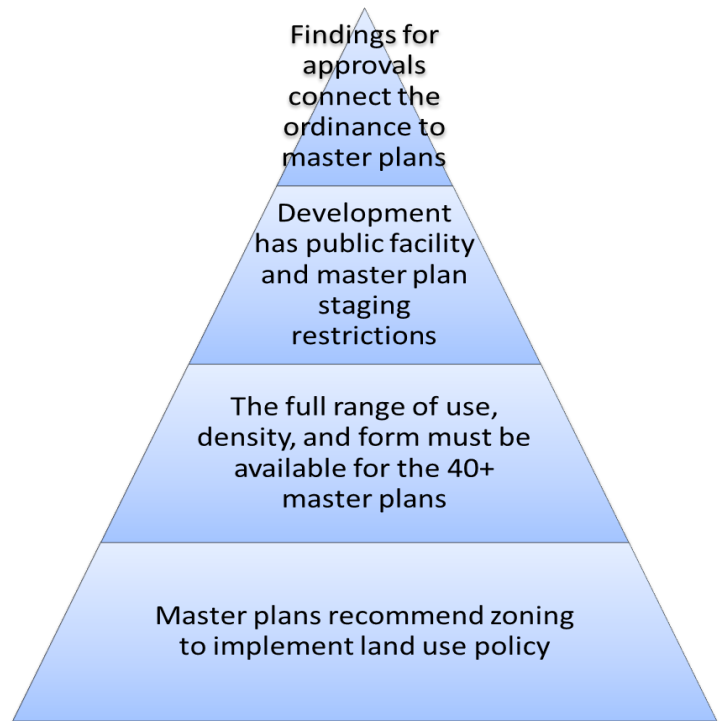 Findings for
approvals
connect the
ordinance to
master plans
Development
has public facility
and master plan
staging
restrictions
The full range of use,
density, and form must be
available for the 40+
master plans
Master plans recommend zoning
to implement land use policy